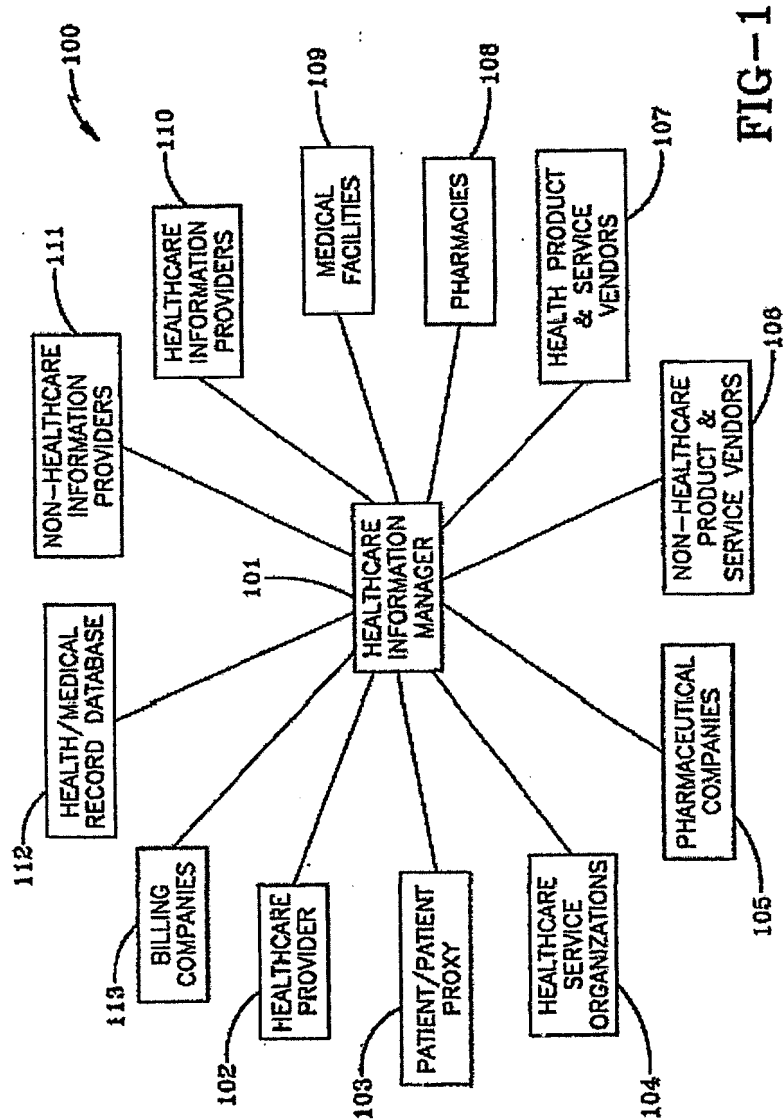 100
112
HEALTH/MEDICAL
RECORD DATABASE
111
NON-HEALTHCARE
INFORMATION
PROVIDERS
113
BILLING
COMPANIES
110
HEALTHCARE
INFORMATION
PROVIDERS
102
HEALTHCARE
PROVIDER
101
HEALTHCARE
INFORMATION
MANAGER
109
MEDICAL
FACILITIES
103
PATIENT/PATIENT
PROXY
108
PHARMACIES
104
HEALTHCARE
SERVICE
ORGANIZATIONS
107
HEALTH PRODUCT
& SERVICE
VENDORS
105
PHARMACEUTICAL
COMPANIES
108
NON-HEALTHCARE
PRODUCT &
SERVICE VENDORS
FIG-1